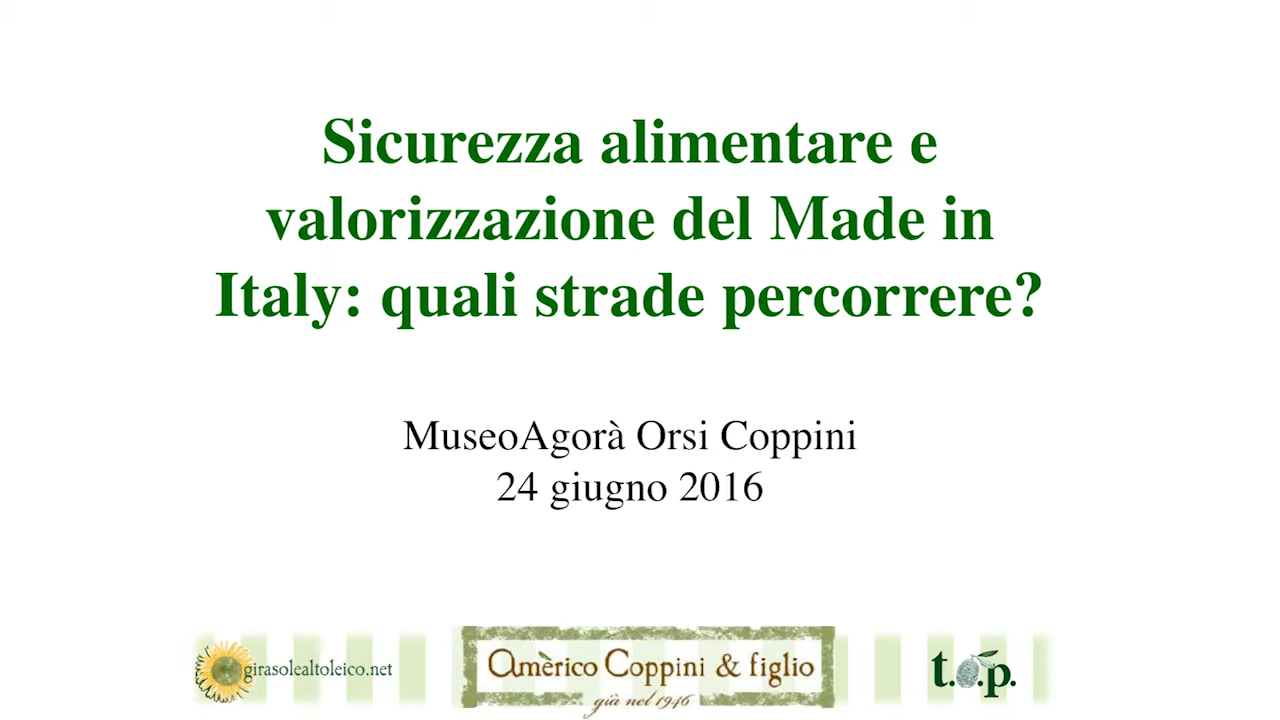 Sicurezza alimentare e
valorizzazione del Made in
Italy: quali strade percorrere?
MuseoAgorà Orsi Coppini
24 giugno 2016
girasolealtoleico.net
Amèrico Coppini & figlio
già nel 1946
t.o.p.